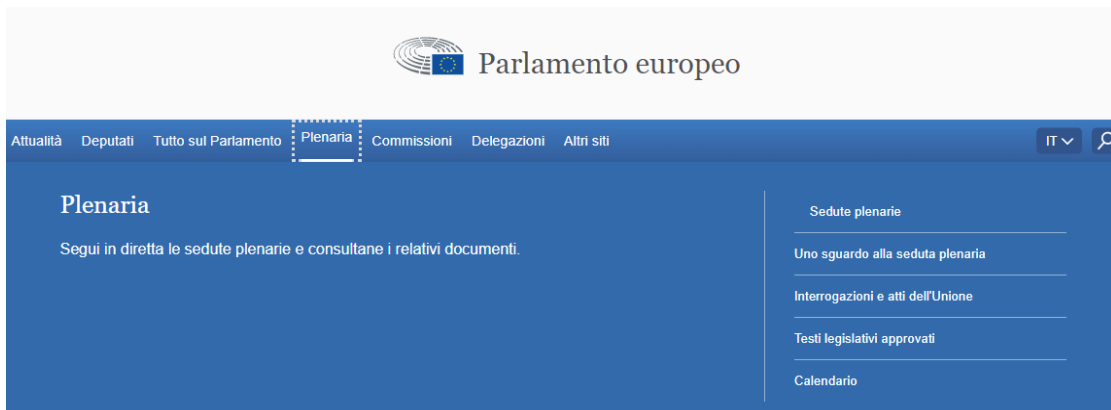 Parlamento europeo
Attualità Deputati Tutto sul Parlamento Plenaria Commissioni Delegazioni Altri siti IT
Plenaria
Segui in diretta le sedute plenarie e consultane i relativi documenti.
Sedute plenarie
Uno sguardo alla seduta plenaria
Interrogazioni e atti dell'Unione
Testi legislativi approvati
Calendario